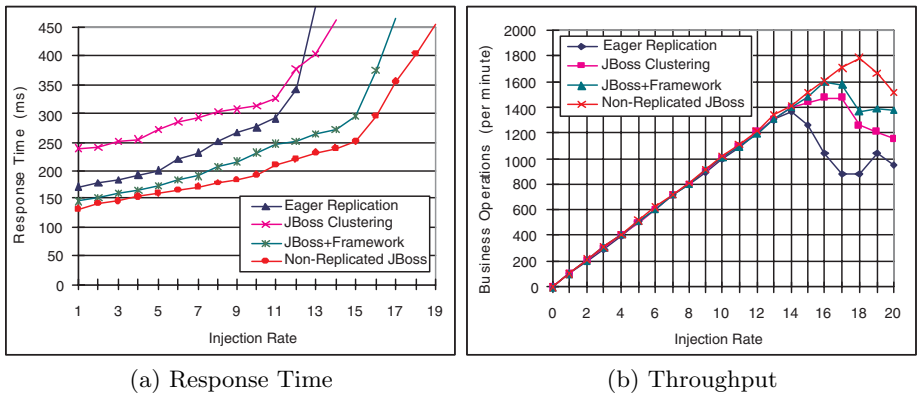 450
400
350
300
250
200
150
100
50
0
Response Time (ms)
Eager Replication
JBoss Clustering
JBoss+Framework
Non-Replicated JBoss
1 3 5 7 9 11 13 15 17 19
Injection Rate
(a) Response Time
2000
1800
1600
1400
1200
1000
800
600
400
200
0
Business Operations (per minute)
Eager Replication
JBoss Clustering
JBoss+Framework
Non-Replicated JBoss
0 2 4 6 8 10 12 14 16 18 20
Injection Rate
(b) Throughput